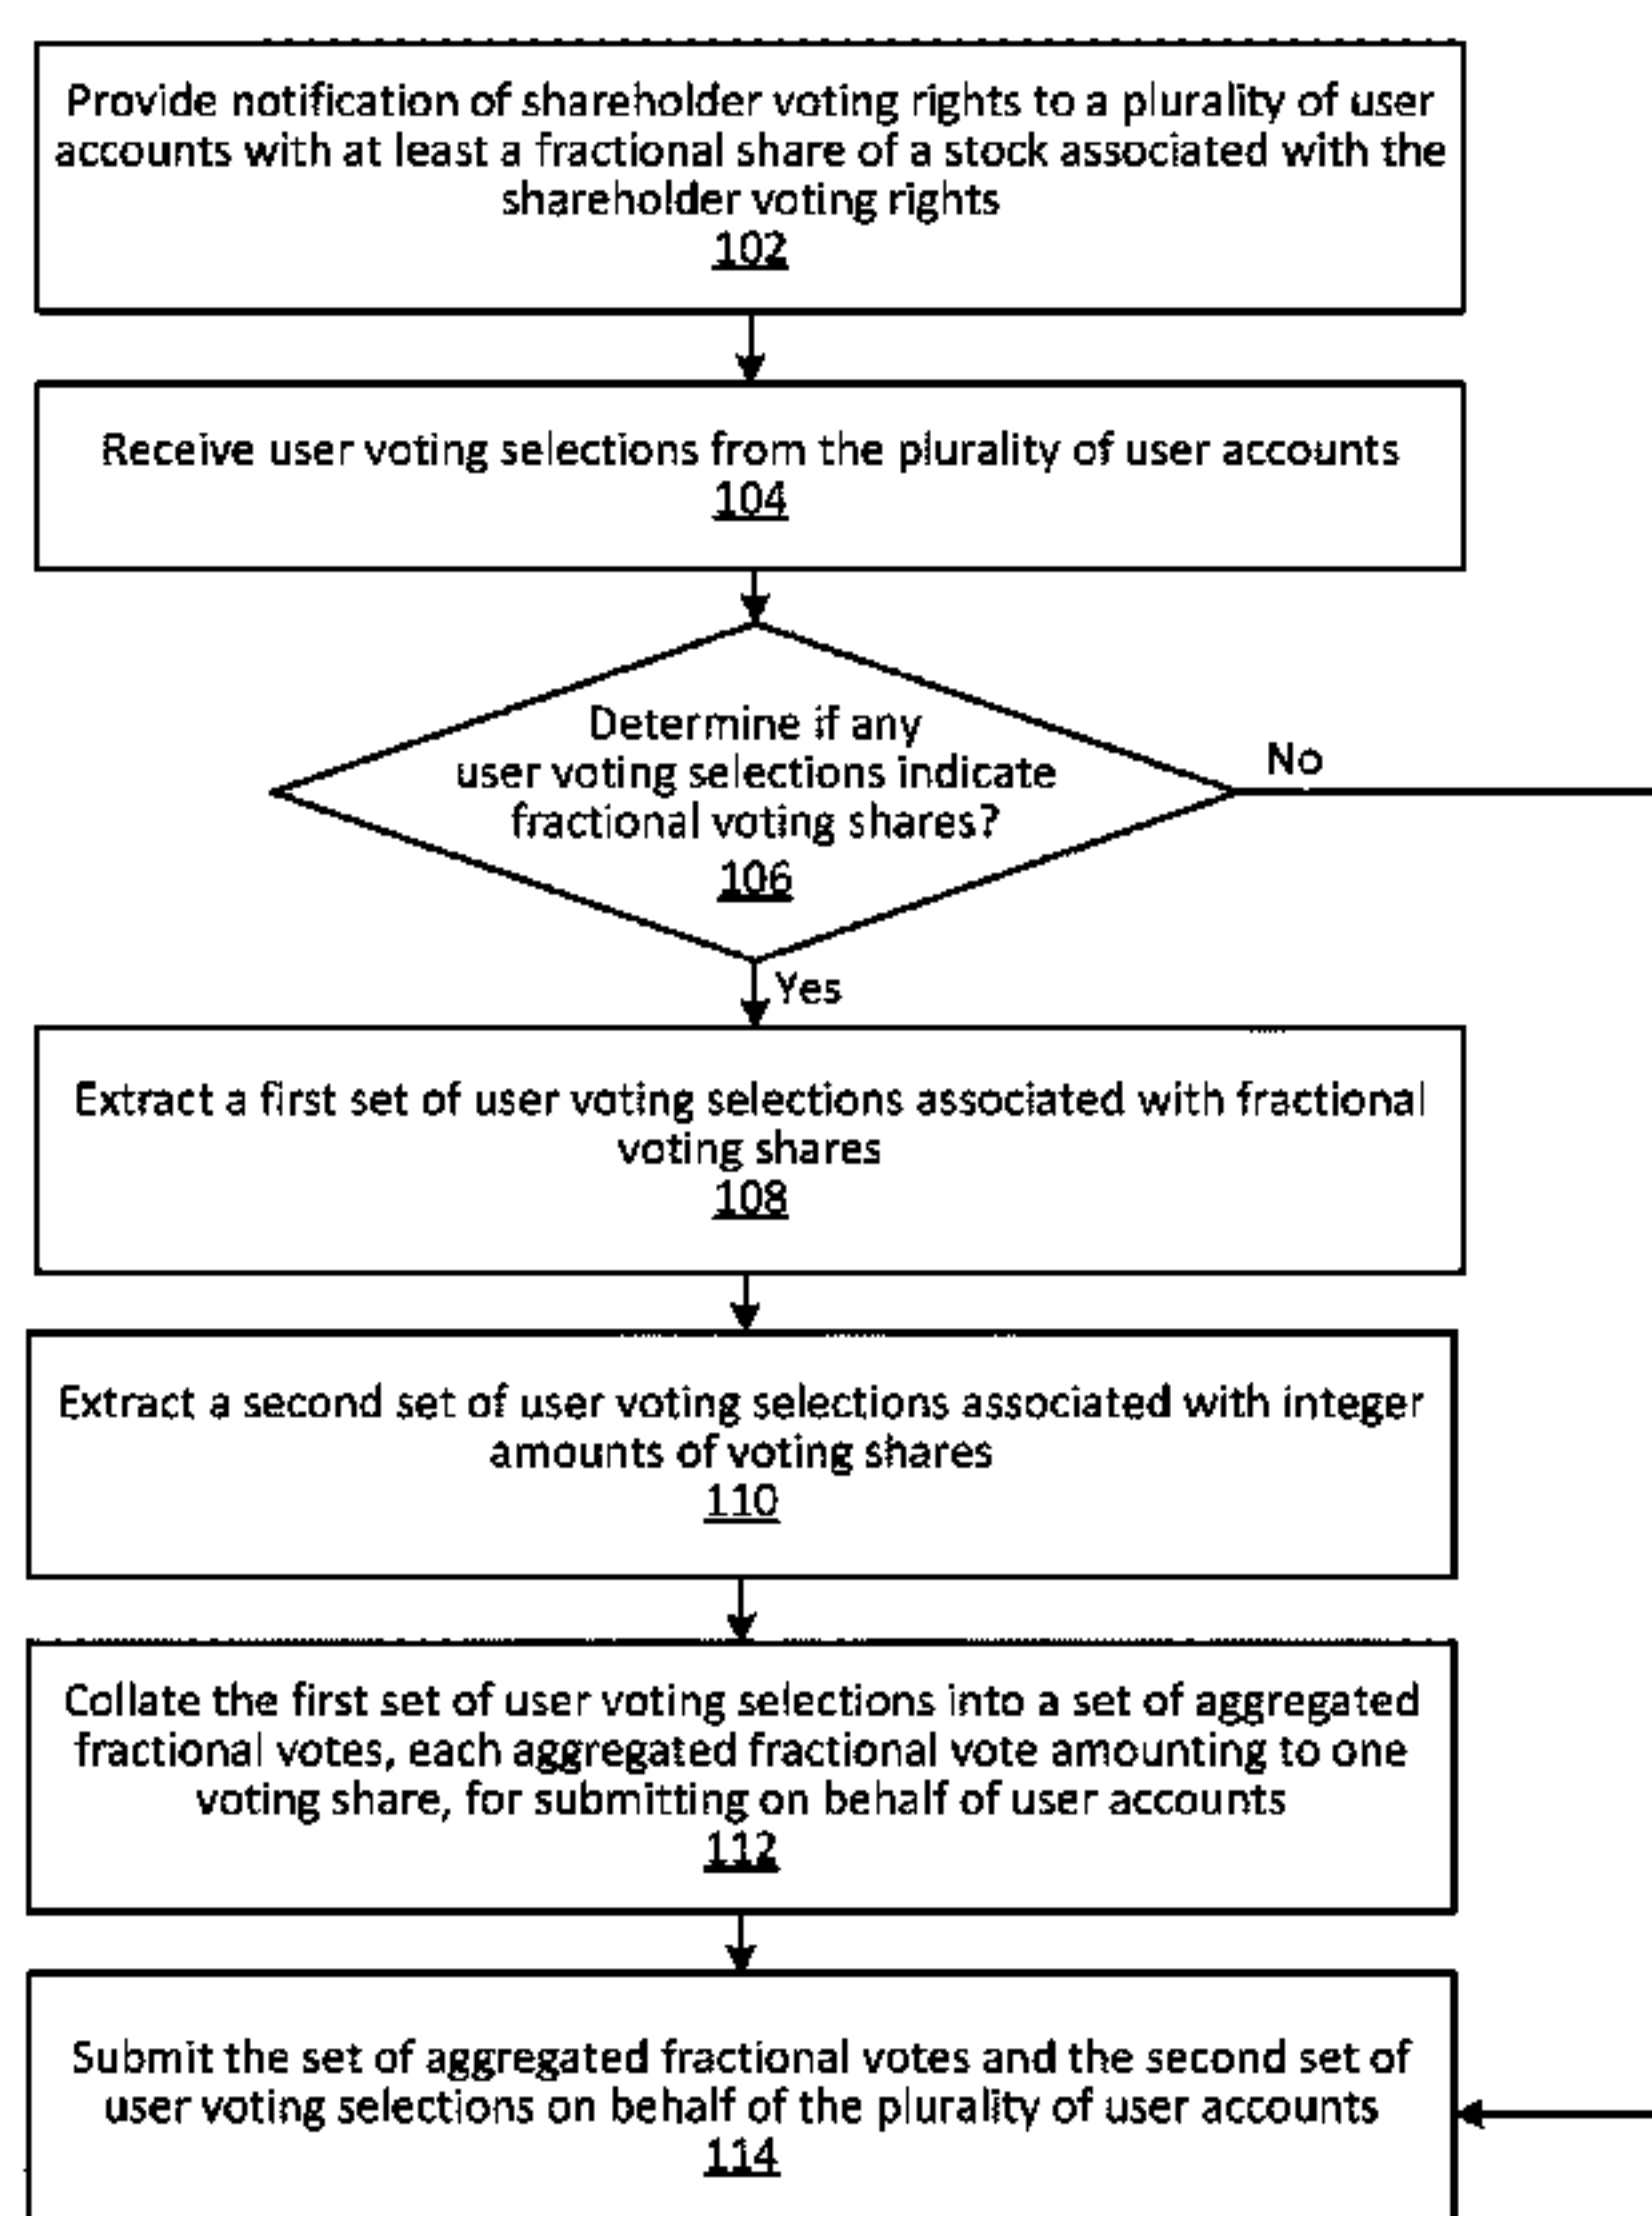 Provide notification of shareholder voting rights to a plurality of user
accounts with at least a fractional share of a stock associated with the
shareholder voting rights
102
Receive user voting selections from the plurality of user accounts
104
Determine if any
user voting selections indicate
fractional voting shares?
106
No
Yes
Extract a first set of user voting selections associated with fractional
voting shares
108
Extract a second set of user voting selections associated with integer
amounts of voting shares
110
Collate the first set of user voting selections into a set of aggregated
fractional votes, each aggregated fractional vote amounting to one
voting share, for submitting on behalf of user accounts
112
Submit the set of aggregated fractional votes and the second set of
user voting selections on behalf of the plurality of user accounts
114